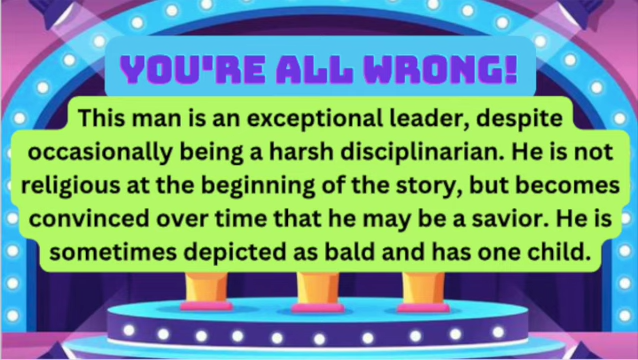 YOU'RE ALL WRONG!
This man is an exceptional leader, despite
occasionally being a harsh disciplinarian. He is not
religious at the beginning of the story, but becomes
convinced over time that he may be a savior. He is
sometimes depicted as bald and has one child.